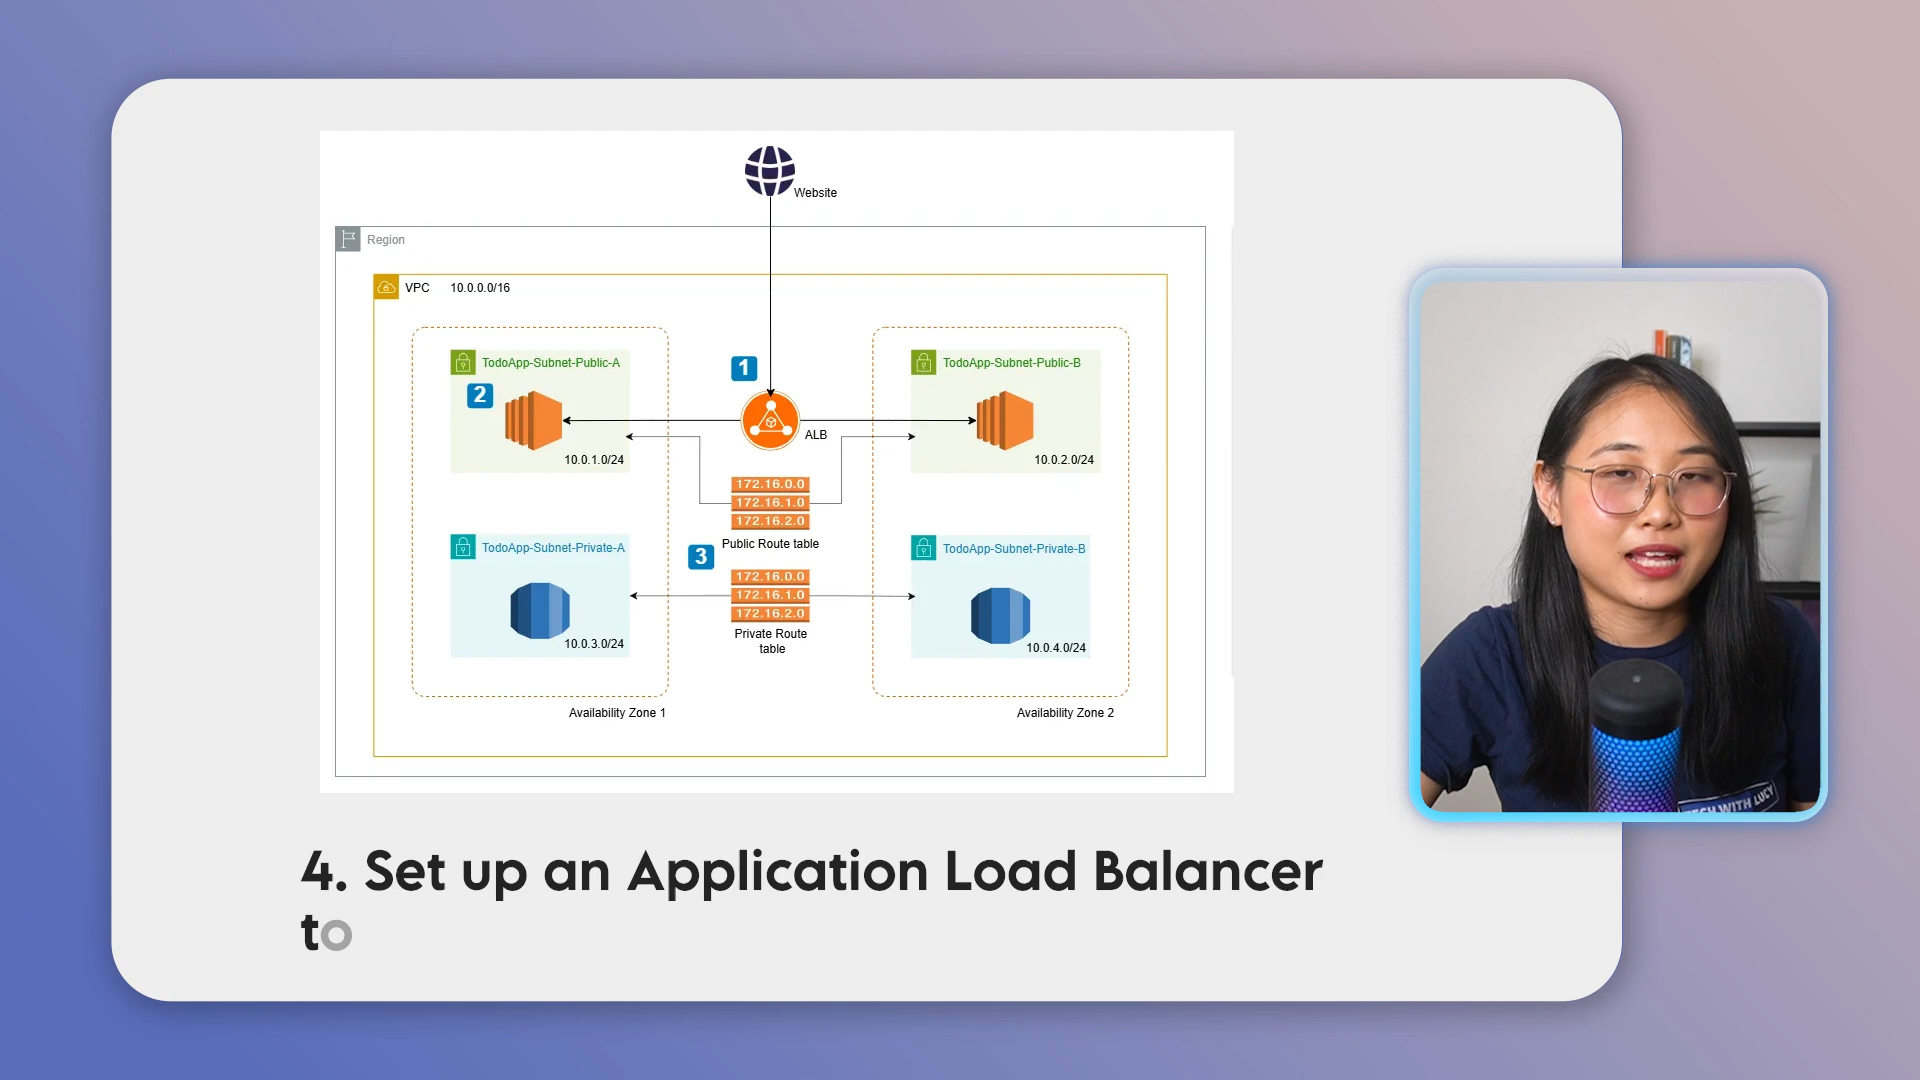 Website
Region
VPC 10.0.0.0/16
TodoApp-Subnet-Public-A
TodoApp-Subnet-Public-B
1
2
ALB
10.0.1.0/24
10.0.2.0/24
172.16.0.0
172.16.1.0
172.16.2.0
Public Route table
TodoApp-Subnet-Private-A
TodoApp-Subnet-Private-B
3
172.16.0.0
172.16.1.0
172.16.2.0
Private Route
table
10.0.3.0/24
10.0.4.0/24
Availability Zone 1
Availability Zone 2
TECH WITH LUCY
4. Set up an Application Load Balancer
to